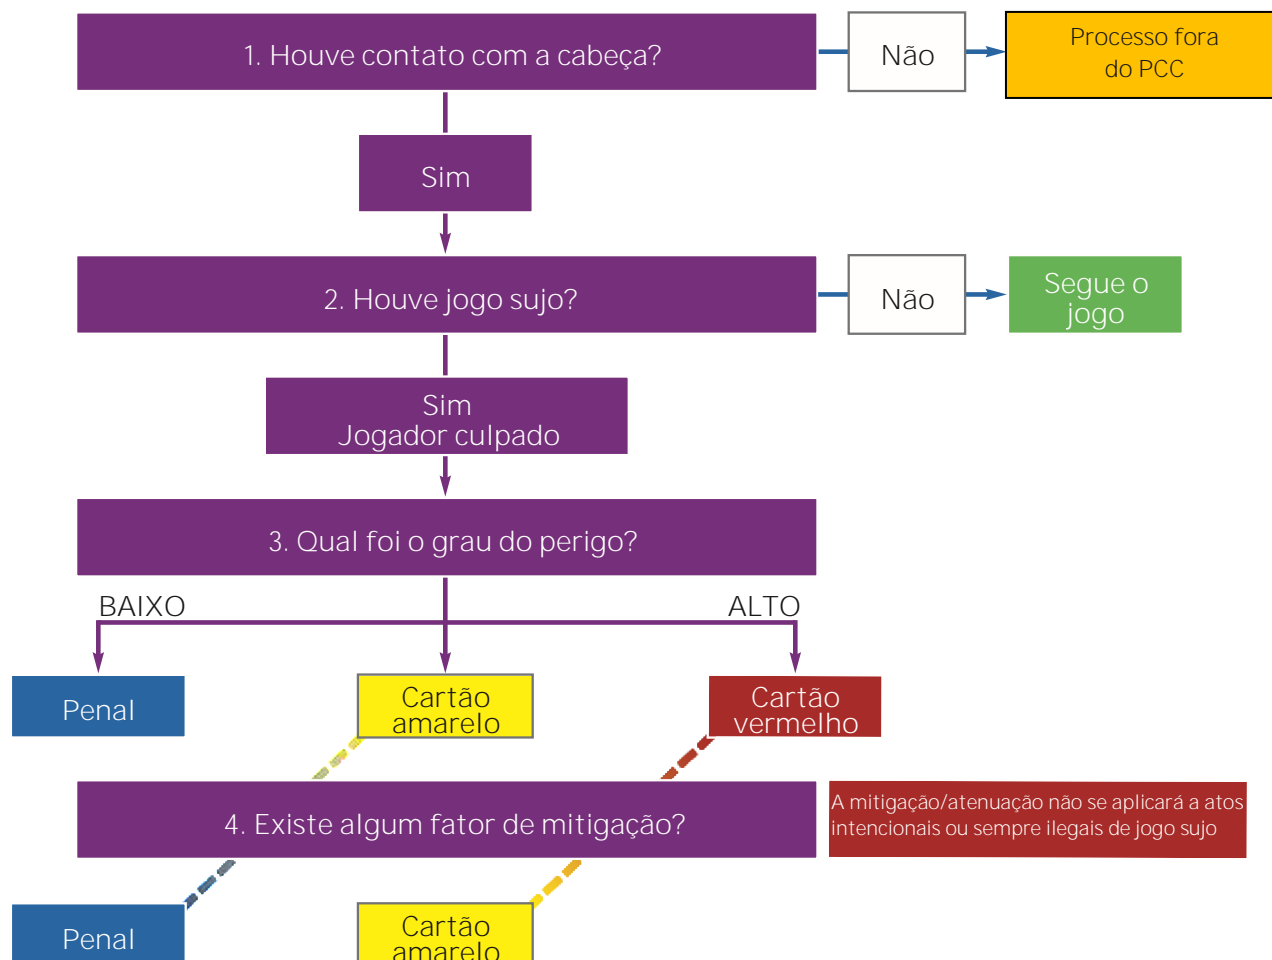 1. Houve contato com a cabeça?
Não
Processo fora
do PCC
Sim
2. Houve jogo sujo?
Não
Segue o
jogo
Sim
Jogador culpado
3. Qual foi o grau do perigo?
BAIXO
ALTO
Penal
Cartão
amarelo
Cartão
vermelho
4. Existe algum fator de mitigação?
A mitigação/atenuação não se aplicará a atos
intencionais ou sempre ilegais de jogo sujo
Penal
Cartão
amarelo